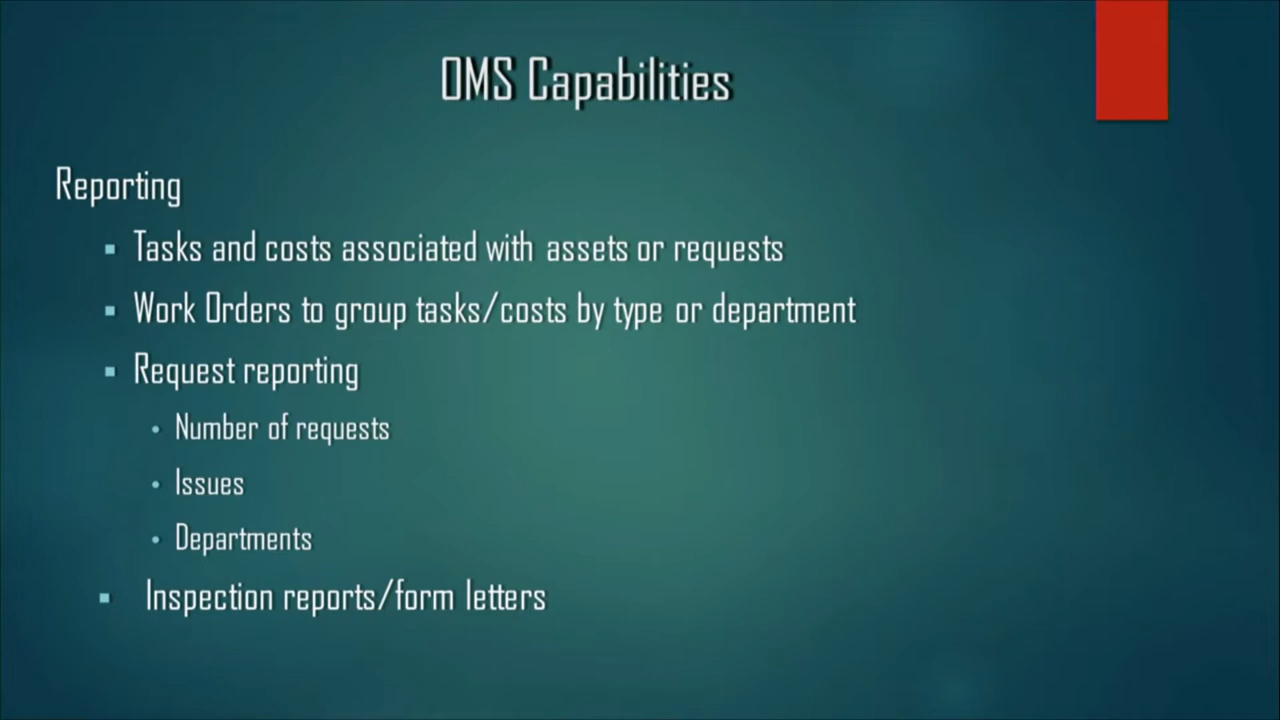 OMS Capabilities
Reporting
Tasks and costs associated with assets or requests
Work Orders to group tasks/costs by type or department
Request reporting
Number of requests
Issues
Departments
Inspection reports/form letters